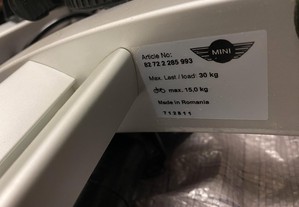 Article No:
82 72 2 285 993
MINI
Max. Last / load: 30 kg
max. 15,0 kg
Made in Romania
713811